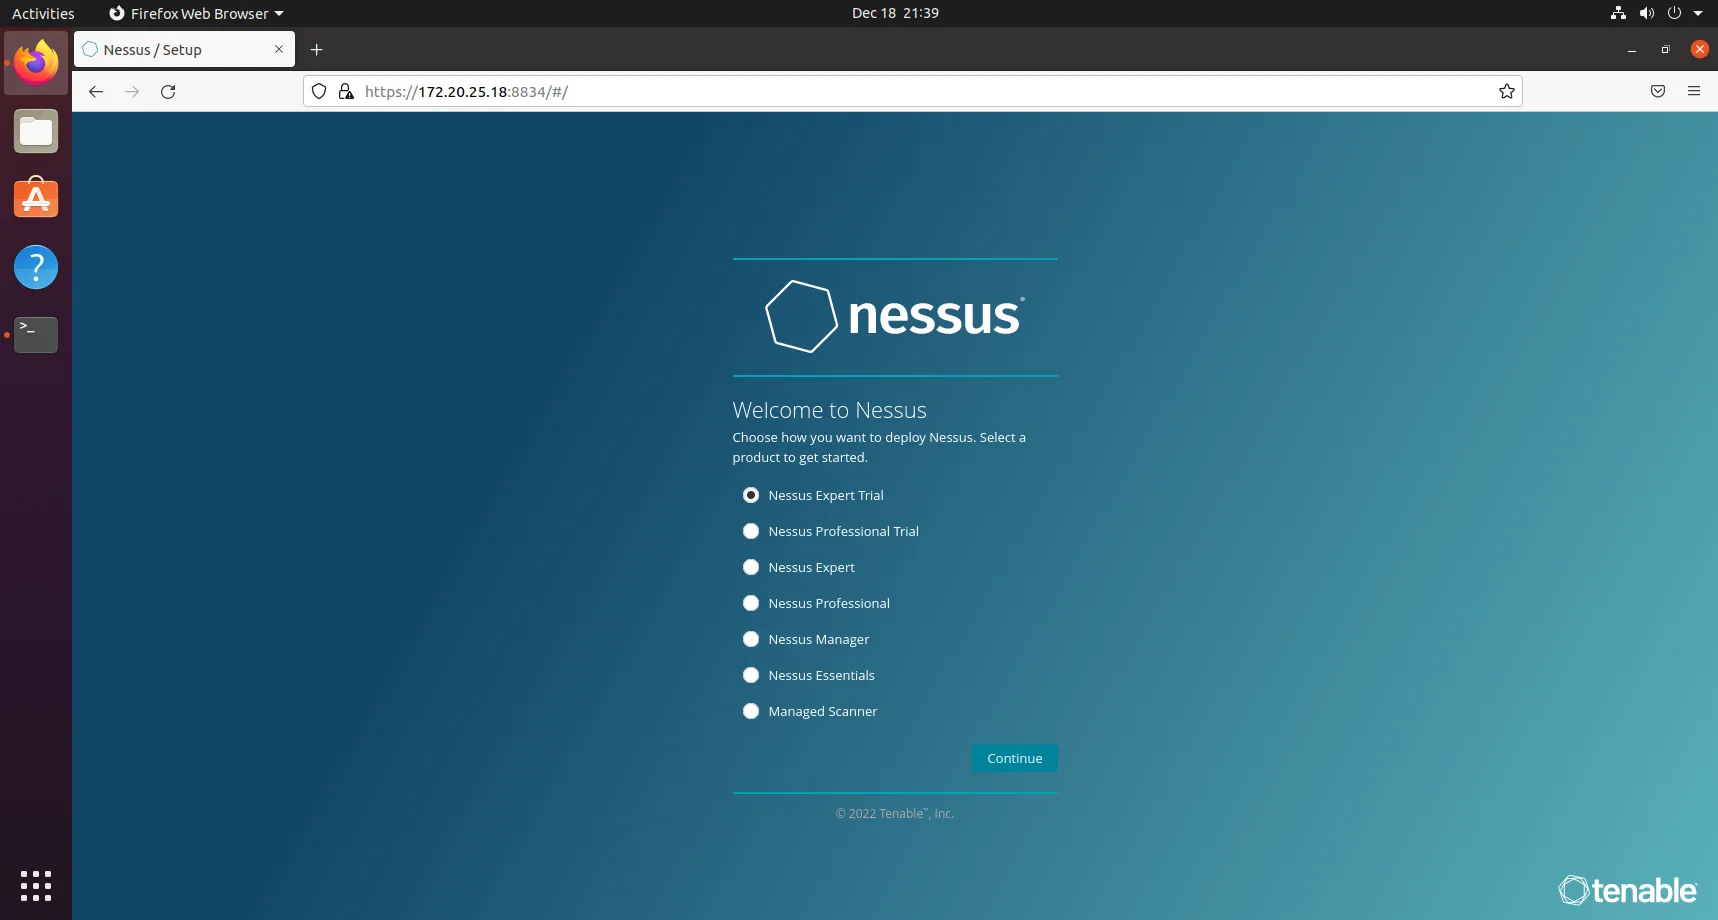 Activities
Firefox Web Browser
Dec 18 21:39
Nessus / Setup
https://172.20.25.18:8834/#/
nessus®
Welcome to Nessus
Choose how you want to deploy Nessus. Select a
product to get started.
Nessus Expert Trial
Nessus Professional Trial
Nessus Expert
Nessus Professional
Nessus Manager
Nessus Essentials
Managed Scanner
Continue
© 2022 Tenable™, Inc.
tenable